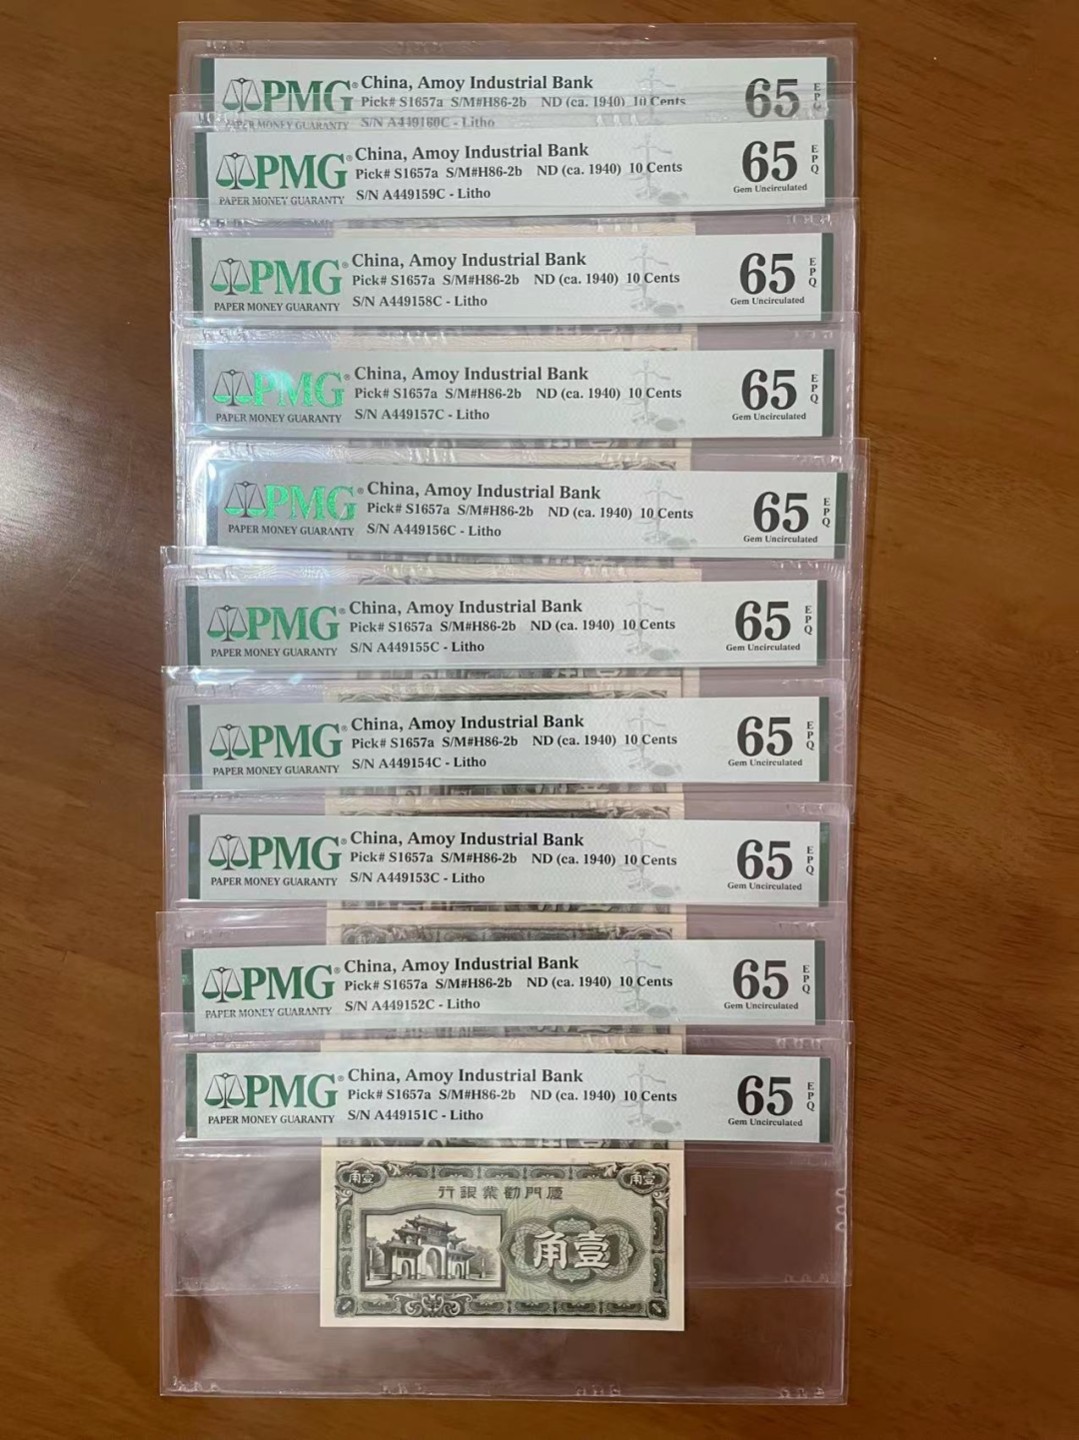 PMG China, Amoy Industrial Bank
Pick# S1657a S/M#H86-2b ND (ca. 1940) 10 Cents 65 EPQ
PAPER MONEY GUARANTY S/N A449160C - Litho
PMG China, Amoy Industrial Bank
Pick# S1657a S/M#H86-2b ND (ca. 1940) 10 Cents 65 EPQ
PAPER MONEY GUARANTY S/N A449159C - Litho Gem Uncirculated
PMG China, Amoy Industrial Bank
Pick# S1657a S/M#H86-2b ND (ca. 1940) 10 Cents 65 EPQ
PAPER MONEY GUARANTY S/N A449158C - Litho Gem Uncirculated
PMG China, Amoy Industrial Bank
Pick# S1657a S/M#H86-2b ND (ca. 1940) 10 Cents 65 EPQ
PAPER MONEY GUARANTY S/N A449157C - Litho Gem Uncirculated
PMG China, Amoy Industrial Bank
Pick# S1657a S/M#H86-2b ND (ca. 1940) 10 Cents 65 EPQ
PAPER MONEY GUARANTY S/N A449156C - Litho Gem Uncirculated
PMG China, Amoy Industrial Bank
Pick# S1657a S/M#H86-2b ND (ca. 1940) 10 Cents 65 EPQ
PAPER MONEY GUARANTY S/N A449155C - Litho Gem Uncirculated
PMG China, Amoy Industrial Bank
Pick# S1657a S/M#H86-2b ND (ca. 1940) 10 Cents 65 EPQ
PAPER MONEY GUARANTY S/N A449154C - Litho Gem Uncirculated
PMG China, Amoy Industrial Bank
Pick# S1657a S/M#H86-2b ND (ca. 1940) 10 Cents 65 EPQ
PAPER MONEY GUARANTY S/N A449153C - Litho Gem Uncirculated
PMG China, Amoy Industrial Bank
Pick# S1657a S/M#H86-2b ND (ca. 1940) 10 Cents 65 EPQ
PAPER MONEY GUARANTY S/N A449152C - Litho Gem Uncirculated
PMG China, Amoy Industrial Bank
Pick# S1657a S/M#H86-2b ND (ca. 1940) 10 Cents 65 EPQ
PAPER MONEY GUARANTY S/N A449151C - Litho Gem Uncirculated
壹角 壹角
廈門勸業銀行
壹角